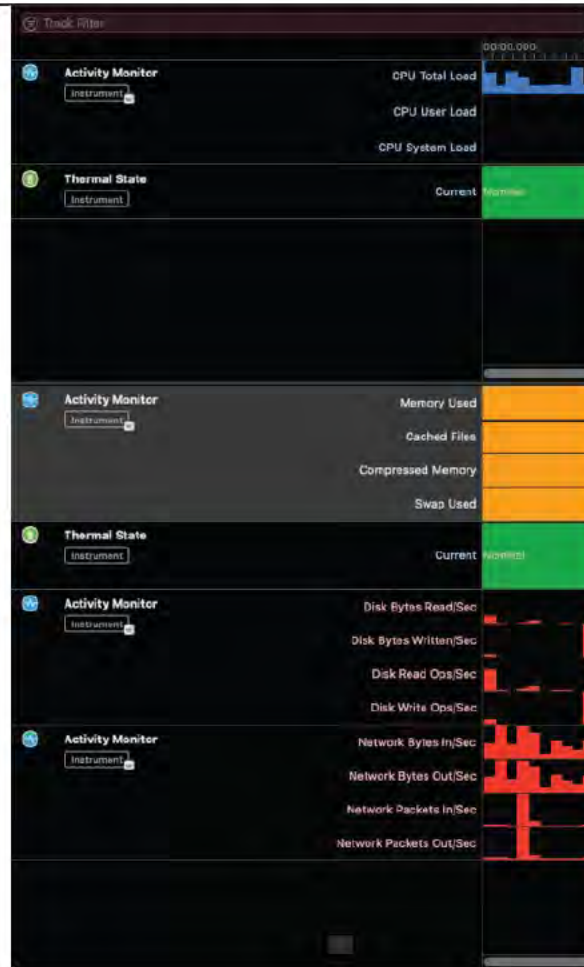 Track Filter
00:00.000
Activity Monitor
Instrument
CPU Total Load
CPU User Load
CPU System Load
Thermal State
Instrument
Current
Nominal
Activity Monitor
Instrument
Memory Used
Cached Files
Compressed Memory
Swap Used
Thermal State
Instrument
Current
Nominal
Activity Monitor
Instrument
Disk Bytes Read/Sec
Disk Bytes Written/Sec
Disk Read Ops/Sec
Disk Write Ops/Sec
Activity Monitor
Instrument
Network Bytes In/Sec
Network Bytes Out/Sec
Network Packets In/Sec
Network Packets Out/Sec